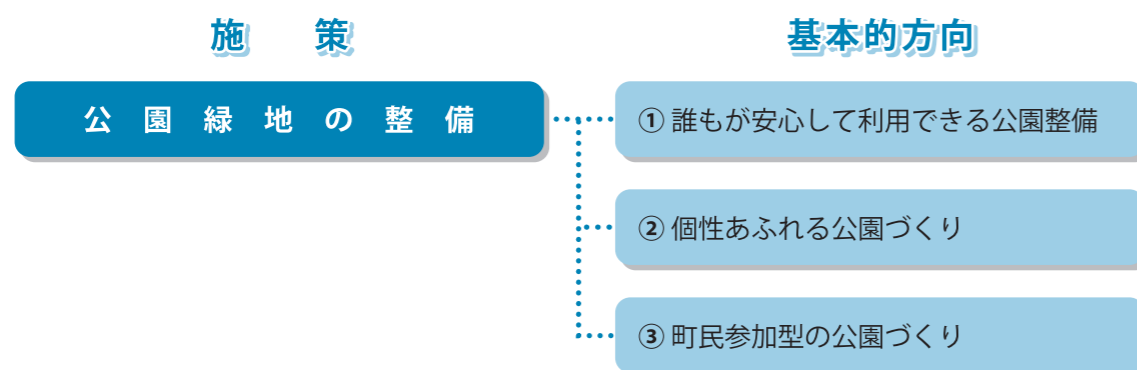 施 策
基本的方向
公 園 緑 地 の 整 備
① 誰もが安心して利用できる公園整備
② 個性あふれる公園づくり
③ 町民参加型の公園づくり